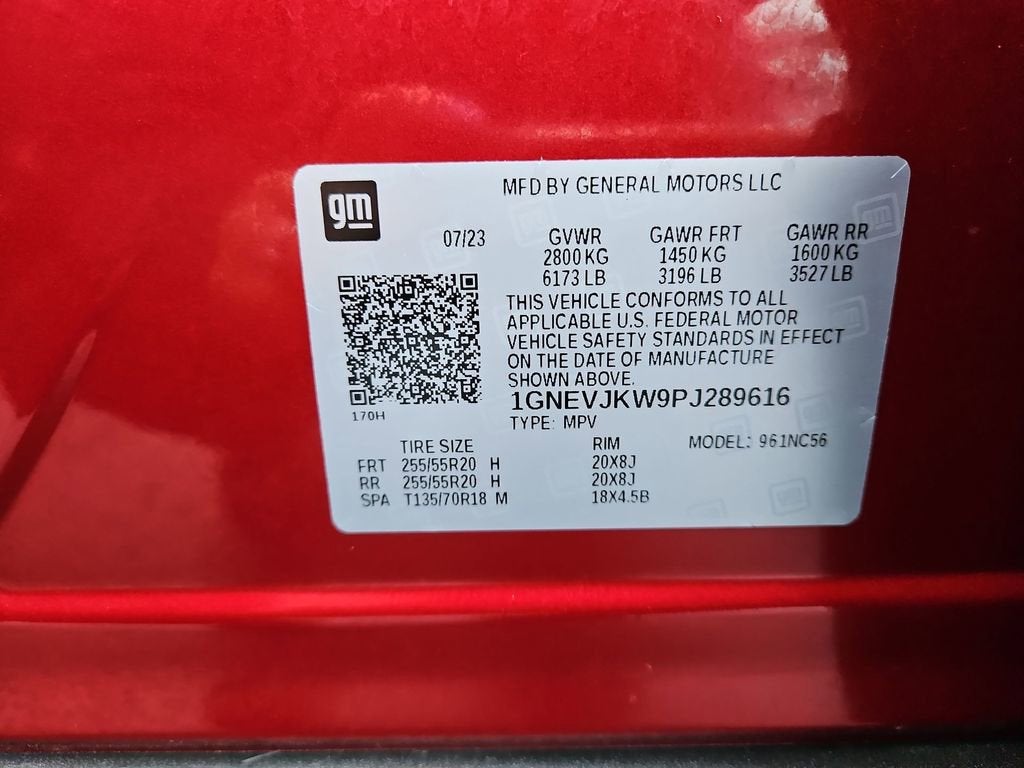 gm
MFD BY GENERAL MOTORS LLC
07/23 GVWR GAWR FRT GAWR RR
2800 KG 1450 KG 1600 KG
6173 LB 3196 LB 3527 LB
THIS VEHICLE CONFORMS TO ALL
APPLICABLE U.S. FEDERAL MOTOR
VEHICLE SAFETY STANDARDS IN EFFECT
ON THE DATE OF MANUFACTURE
SHOWN ABOVE.
1GNEVJKW9PJ289616
170H
TYPE: MPV
TIRE SIZE RIM MODEL: 961NC56
FRT 255/55R20 H 20X8J
RR 255/55R20 H 20X8J
SPA T135/70R18 M 18X4.5B